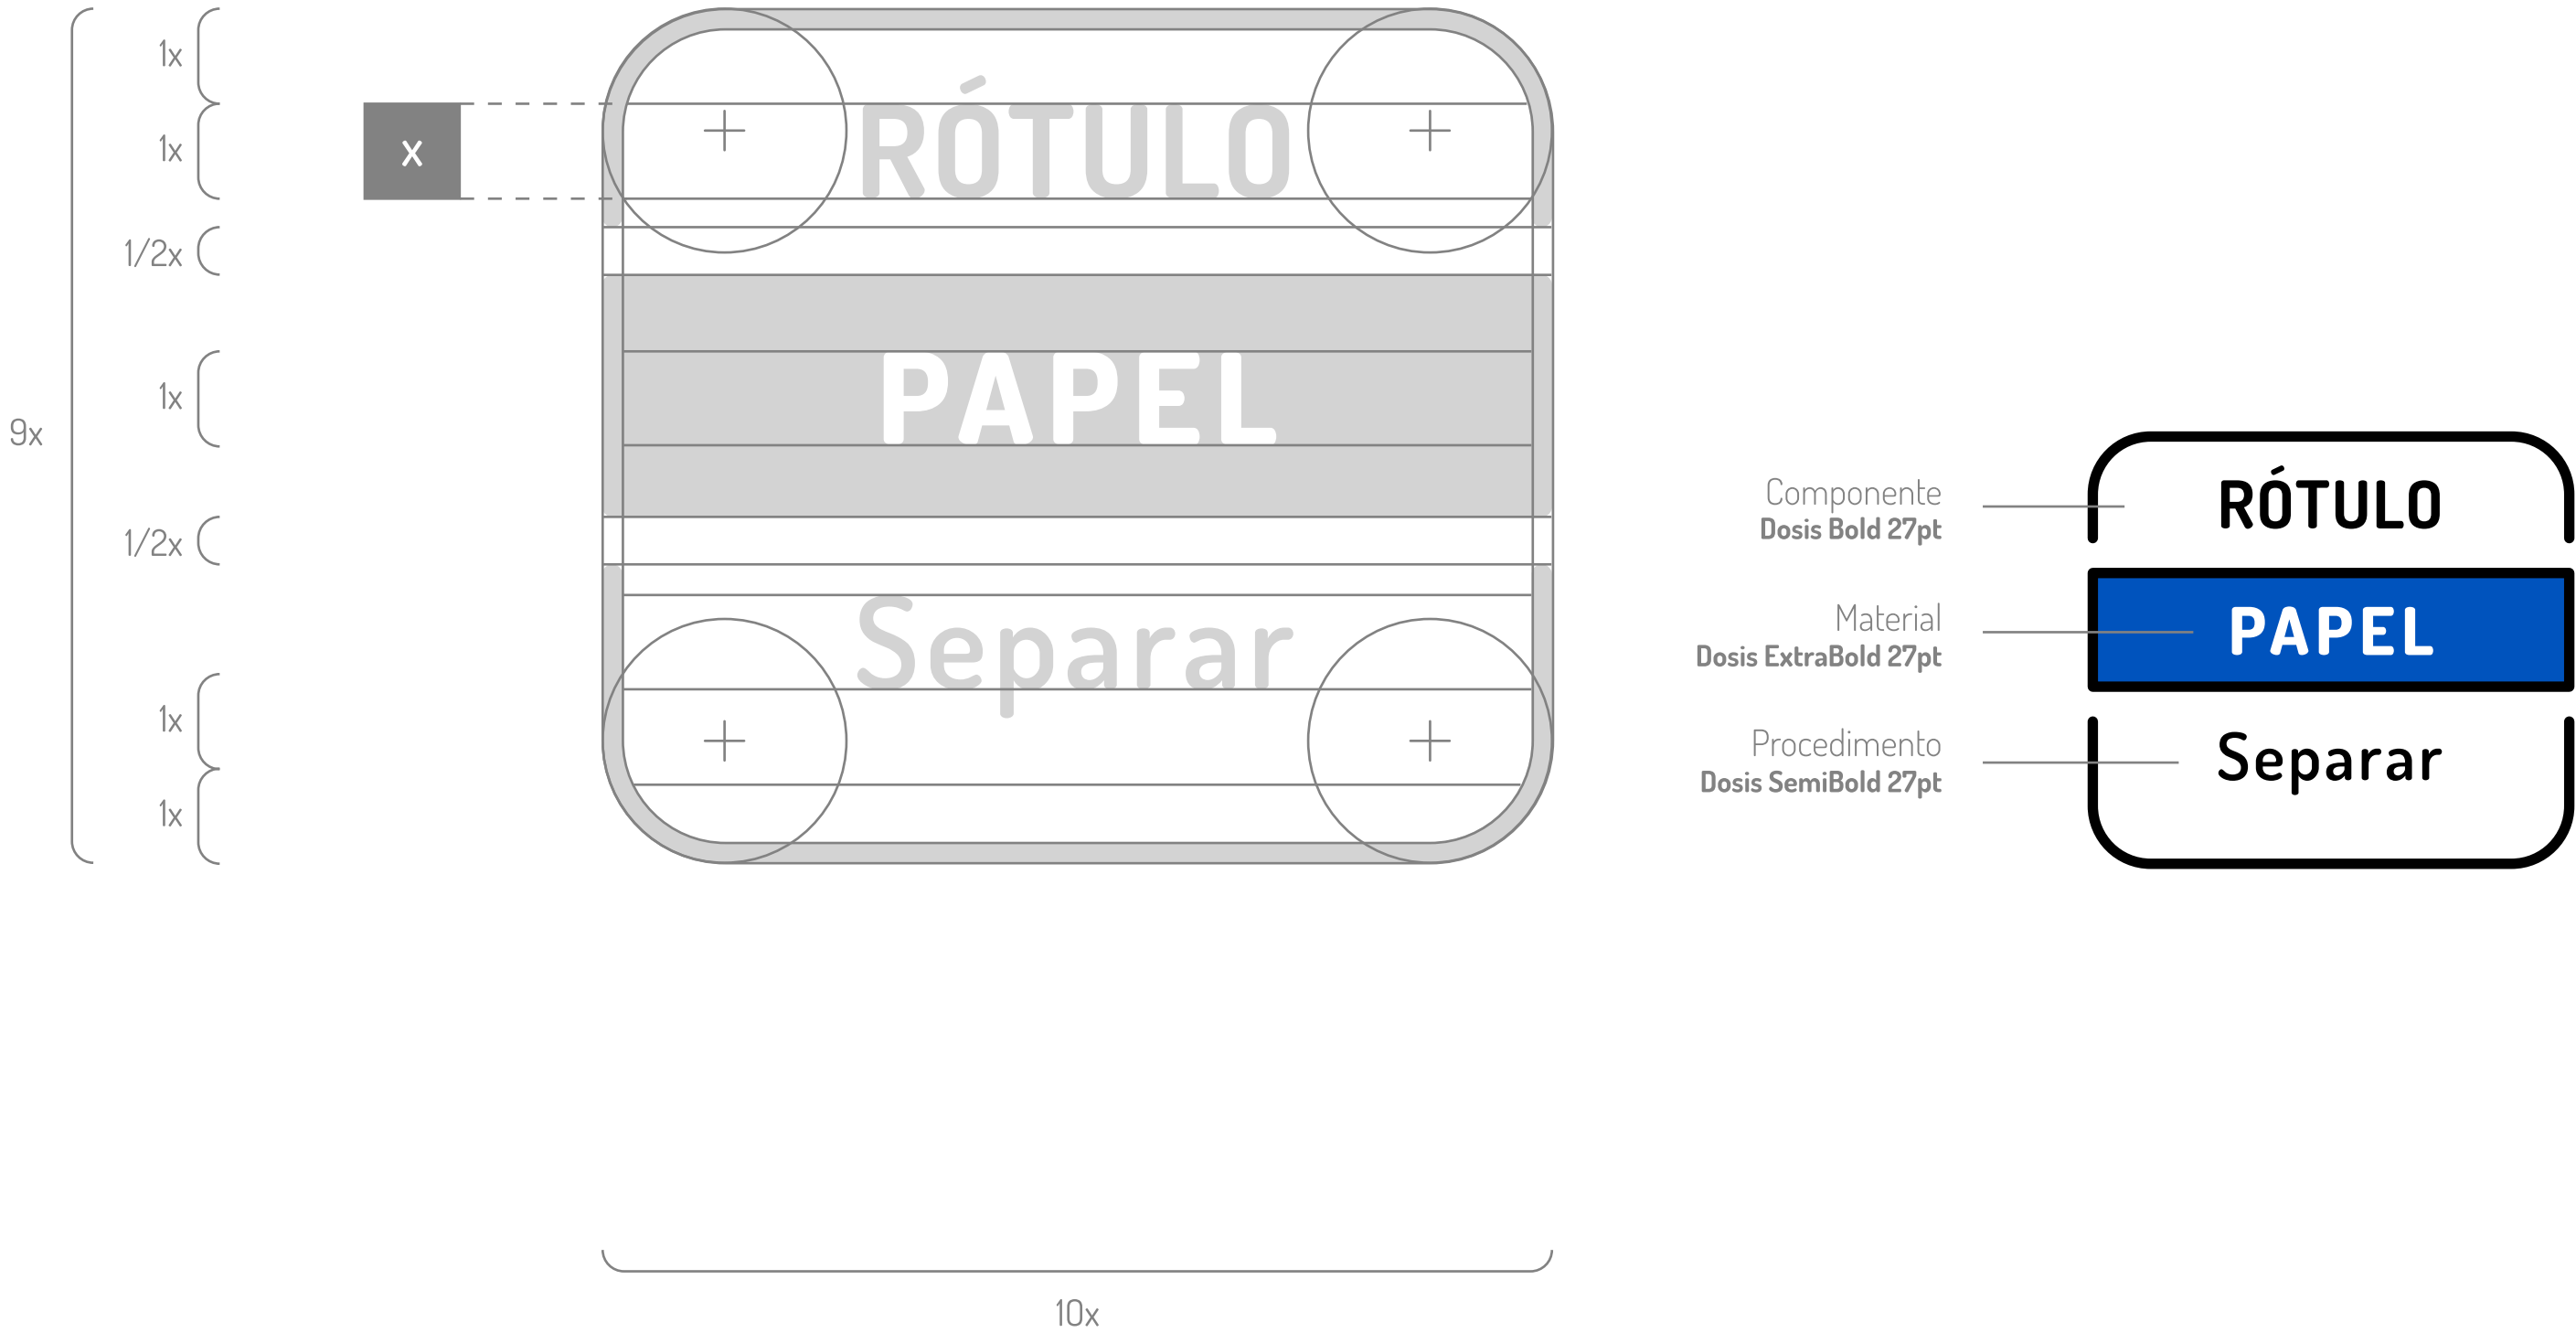 1x
1x
1/2x
1x
9x
1/2x
1x
1x
x
RÓTULO
PAPEL
Separar
10x
Componente
Dosis Bold 27pt
Material
Dosis ExtraBold 27pt
Procedimento
Dosis SemiBold 27pt
RÓTULO
PAPEL
Separar